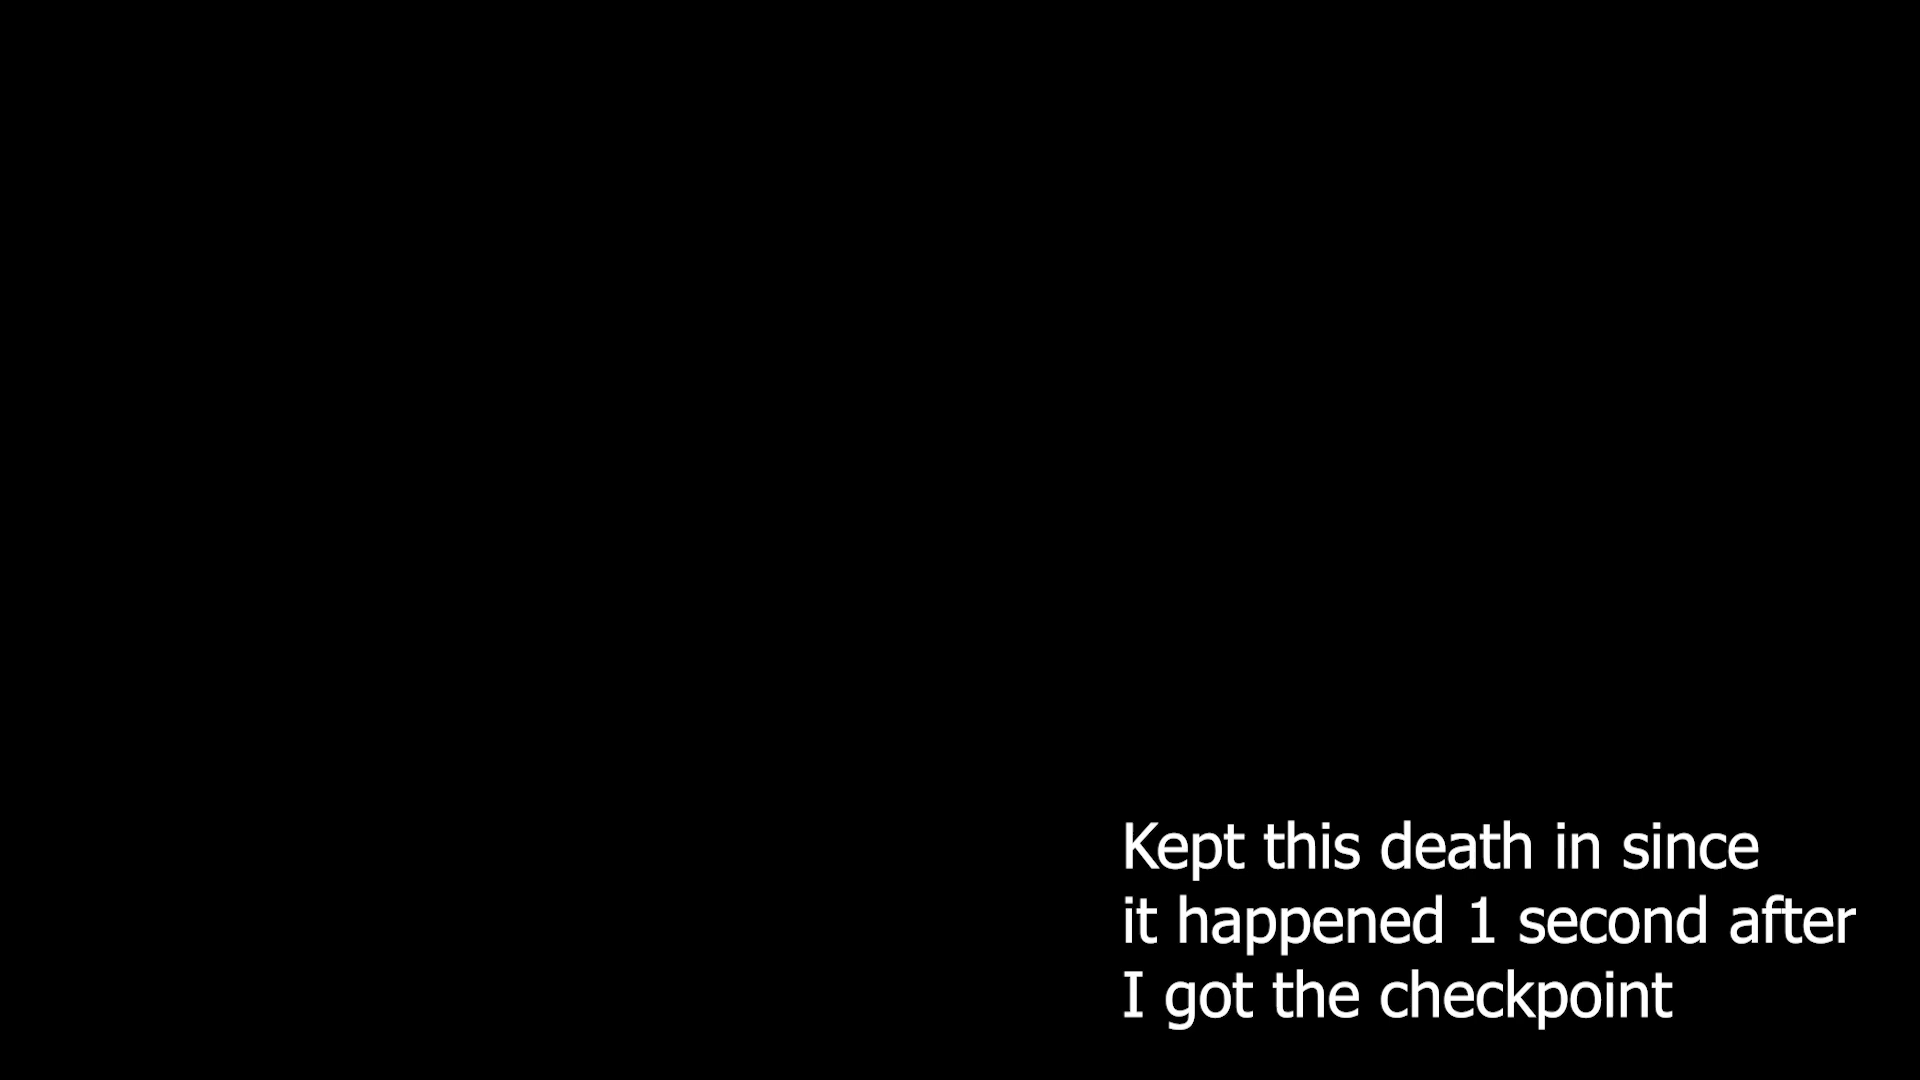 Kept this death in since
it happened 1 second after
I got the checkpoint